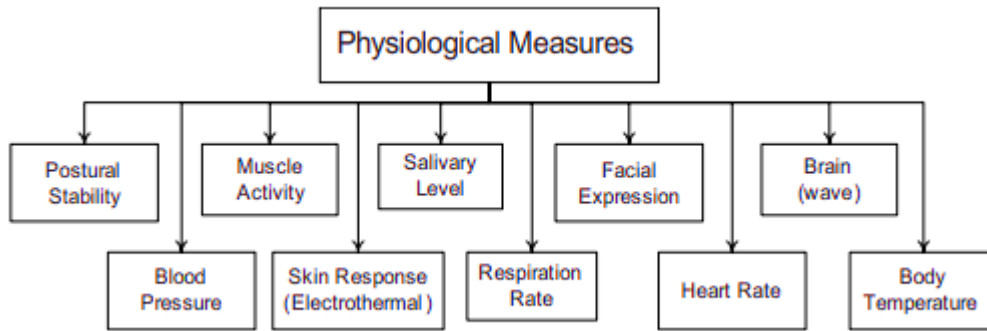 Physiological Measures
Postural
Stability
Muscle
Activity
Salivary
Level
Facial
Expression
Brain
(wave)
Blood
Pressure
Skin Response
(Electrothermal)
Respiration
Rate
Heart Rate
Body
Temperature